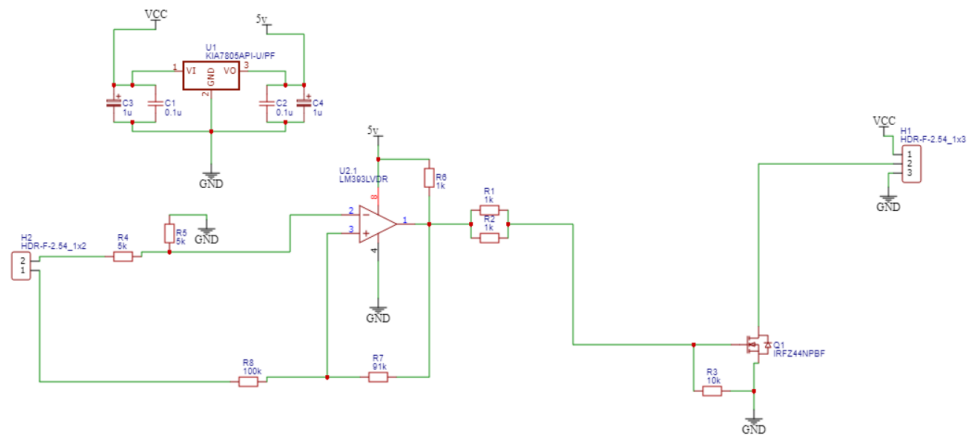 VCC
5v
U1
KIA7805API-U/PF
1
VI
VO
3
GND
2
C3
1u
C1
0.1u
C2
0.1u
C4
1u
GND
5v
R6
1k
U2.1
LM393LVDR
8
2
3
1
4
GND
R1
1k
R2
1k
VCC
H1
HDR-F-2.54_1x3
1
2
3
GND
H2
HDR-F-2.54_1x2
2
1
R4
5k
R5
5k
GND
R8
100k
R7
91k
Q1
IRFZ44NPBF
R3
10k
GND